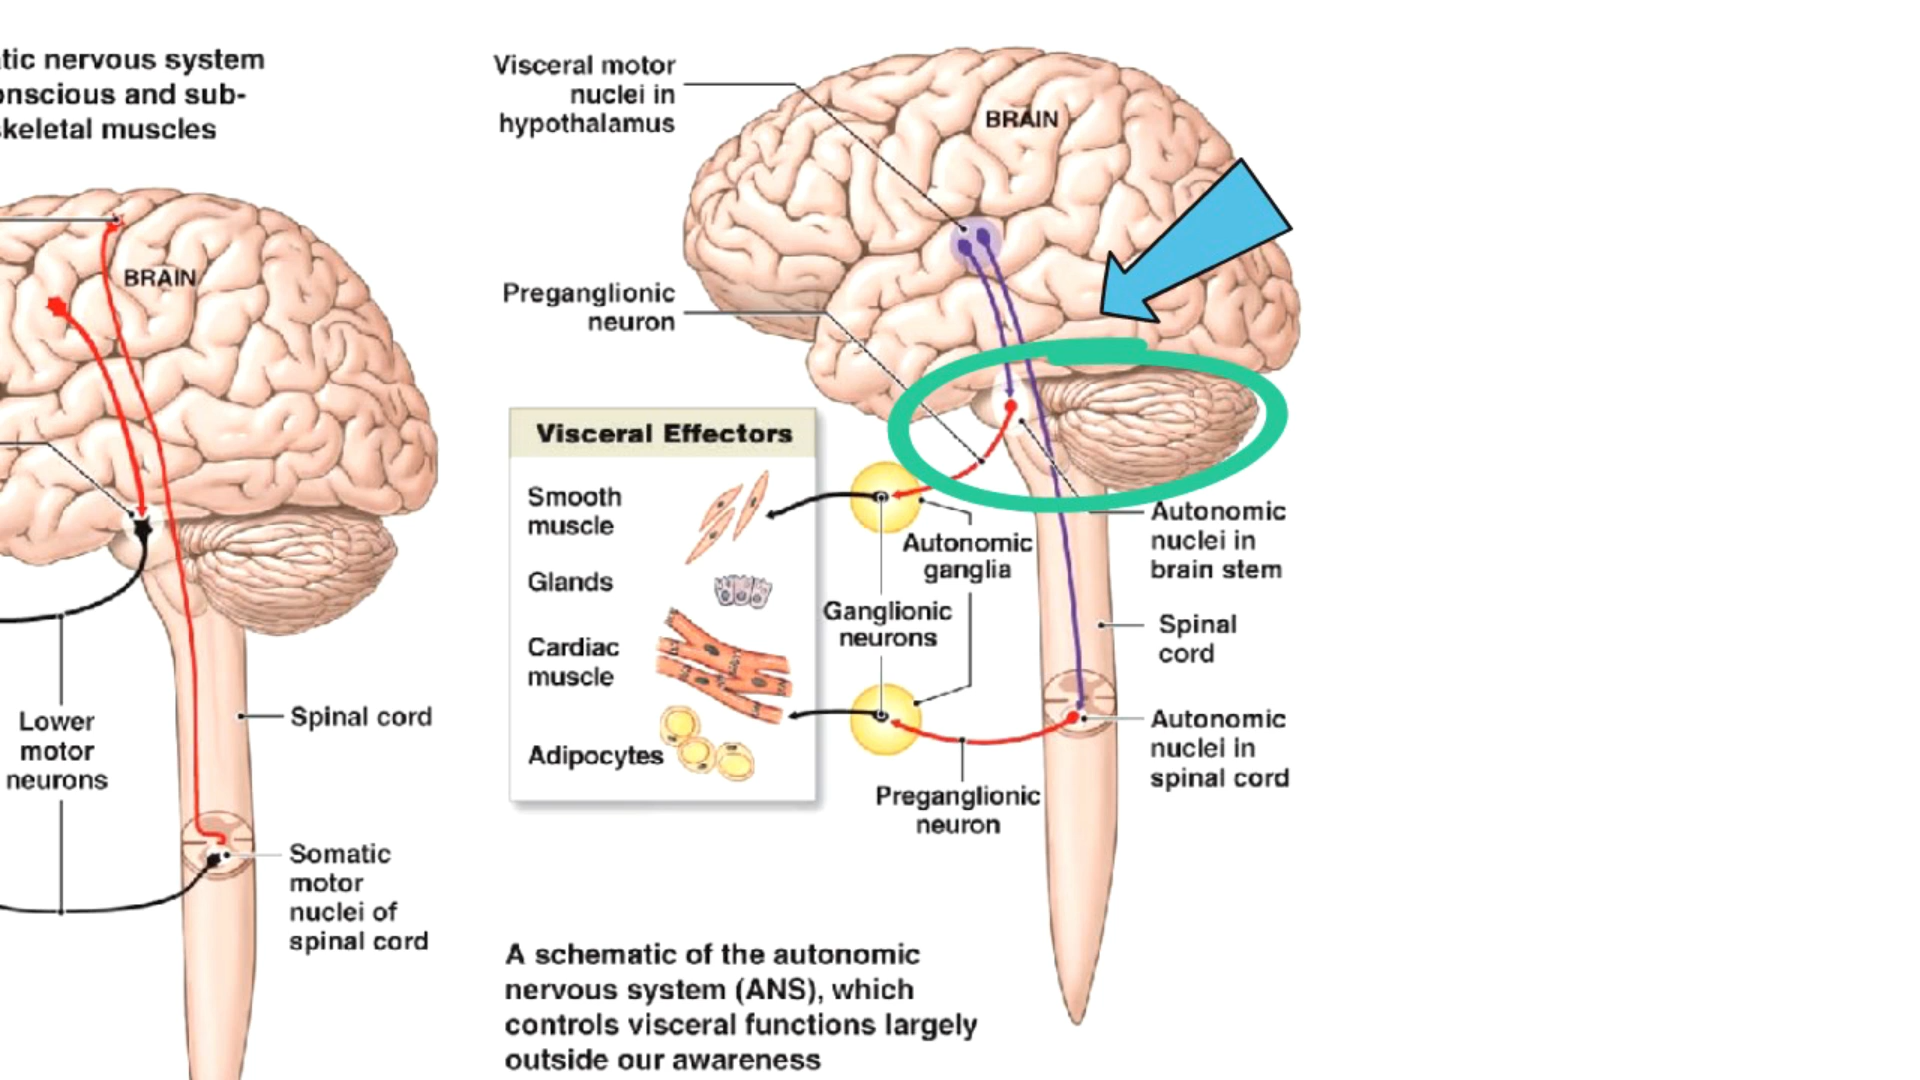 tic nervous system
onscious and sub-
skeletal muscles
BRAIN
Lower
motor
neurons
Spinal cord
Somatic
motor
nuclei of
spinal cord
Visceral motor
nuclei in
hypothalamus
BRAIN
Preganglionic
neuron
Visceral Effectors
Smooth
muscle
Glands
Cardiac
muscle
Adipocytes
Autonomic
ganglia
Ganglionic
neurons
Preganglionic
neuron
Autonomic
nuclei in
brain stem
Spinal
cord
Autonomic
nuclei in
spinal cord
A schematic of the autonomic
nervous system (ANS), which
controls visceral functions largely
outside our awareness